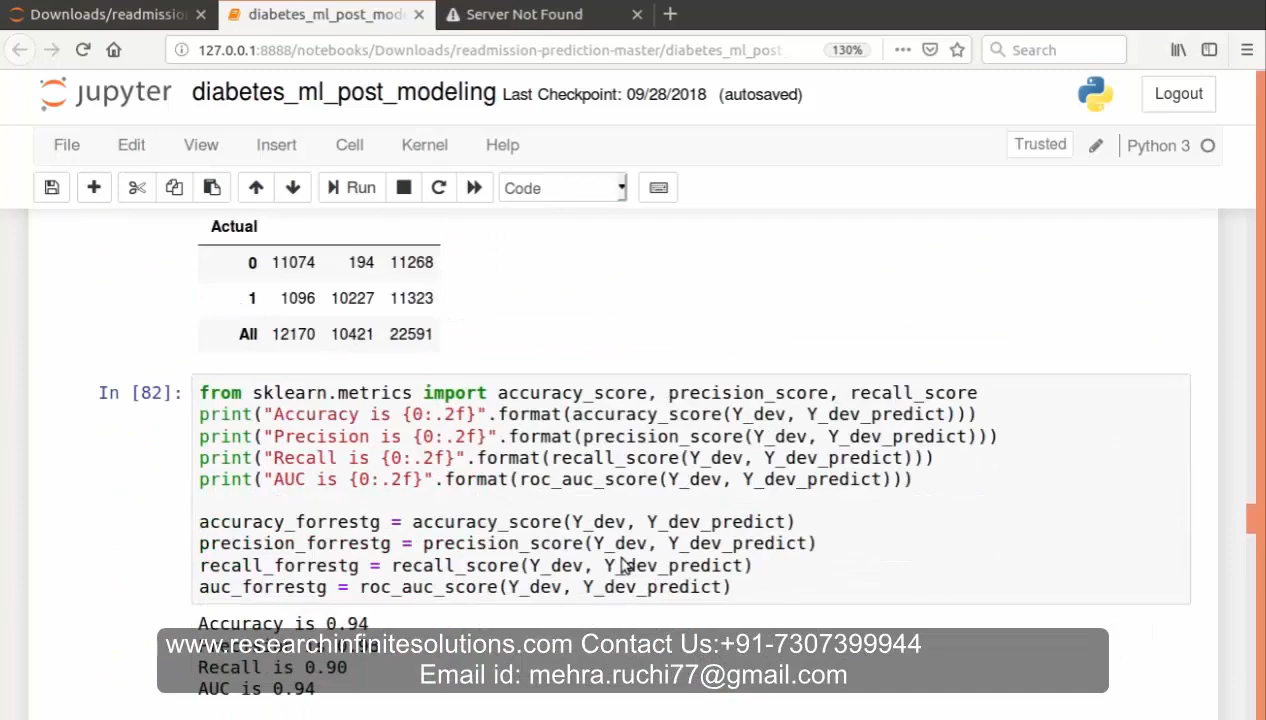 Downloads/readmissio
diabetes_ml_post_mod
Server Not Found
127.0.0.1:8888/notebooks/Downloads/readmission-prediction-master/diabetes_ml_post
130%
Search
jupyter
diabetes_ml_post_modeling Last Checkpoint: 09/28/2018 (autosaved)
Logout
File Edit View Insert Cell Kernel Help
Trusted
Python 3
Run
Code
Actual
0 11074 194 11268
1 1096 10227 11323
All 12170 10421 22591
In [82]:
from sklearn.metrics import accuracy_score, precision_score, recall_score
print("Accuracy is {0:.2f}".format(accuracy_score(Y_dev, Y_dev_predict)))
print("Precision is {0:.2f}".format(precision_score(Y_dev, Y_dev_predict)))
print("Recall is {0:.2f}".format(recall_score(Y_dev, Y_dev_predict)))
print("AUC is {0:.2f}".format(roc_auc_score(Y_dev, Y_dev_predict)))
accuracy_forrestg = accuracy_score(Y_dev, Y_dev_predict)
precision_forrestg = precision_score(Y_dev, Y_dev_predict)
recall_forrestg = recall_score(Y_dev, Y_dev_predict)
auc_forrestg = roc_auc_score(Y_dev, Y_dev_predict)
Accuracy is 0.94
www.researchinfinitesolutions.com Contact Us:+91-7307399944
Recall is 0.90
Email id: mehra.ruchi77@gmail.com
AUC is 0.94